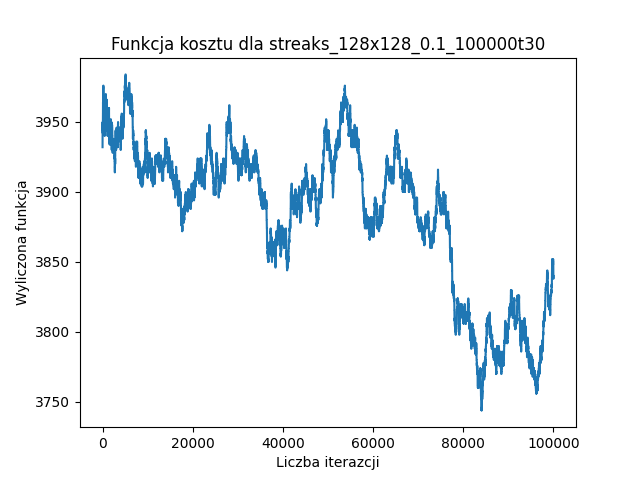 Funkcja kosztu dla streaks_128x128_0.1_100000t30
Wyliczona funkcja
3950
3900
3850
3800
3750
0 20000 40000 60000 80000 100000
Liczba iterazcji